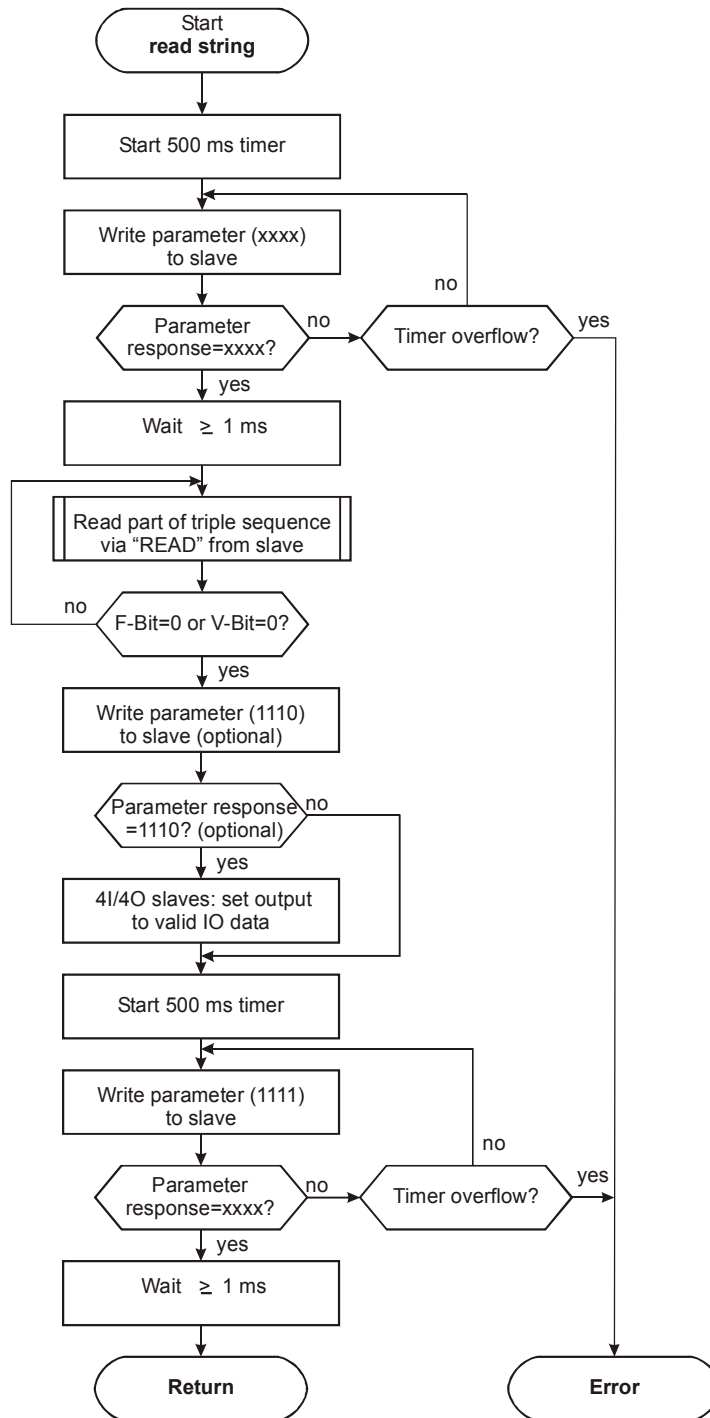 Start
read string
Start 500 ms timer
Write parameter (xxxx)
to slave
no
Parameter
response=xxxx?
no
Timer overflow?
yes
yes
Wait ≥ 1 ms
Read part of triple sequence
via “READ” from slave
no
F-Bit=0 or V-Bit=0?
yes
Write parameter (1110)
to slave (optional)
Parameter response
=1110? (optional)
no
yes
4I/4O slaves: set output
to valid IO data
Start 500 ms timer
Write parameter (1111)
to slave
no
Parameter
response=xxxx?
no
Timer overflow?
yes
yes
Wait ≥ 1 ms
Return
Error